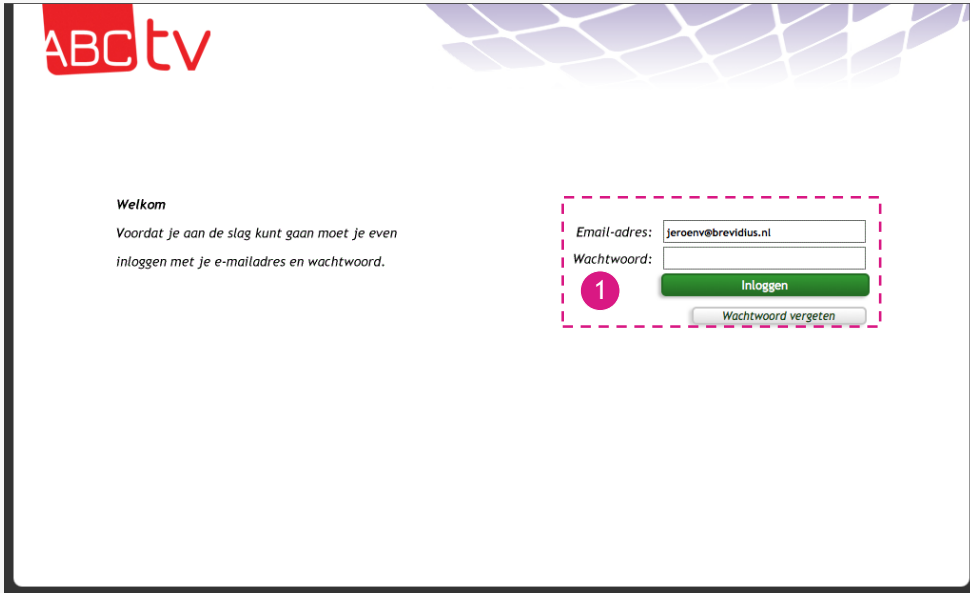 ABC tv
Welkom
Voordat je aan de slag kunt gaan moet je even
inloggen met je e-mailadres en wachtwoord.
Email-adres: jeroenv@brevidius.nl
Wachtwoord:
1
Inloggen
Wachtwoord vergeten